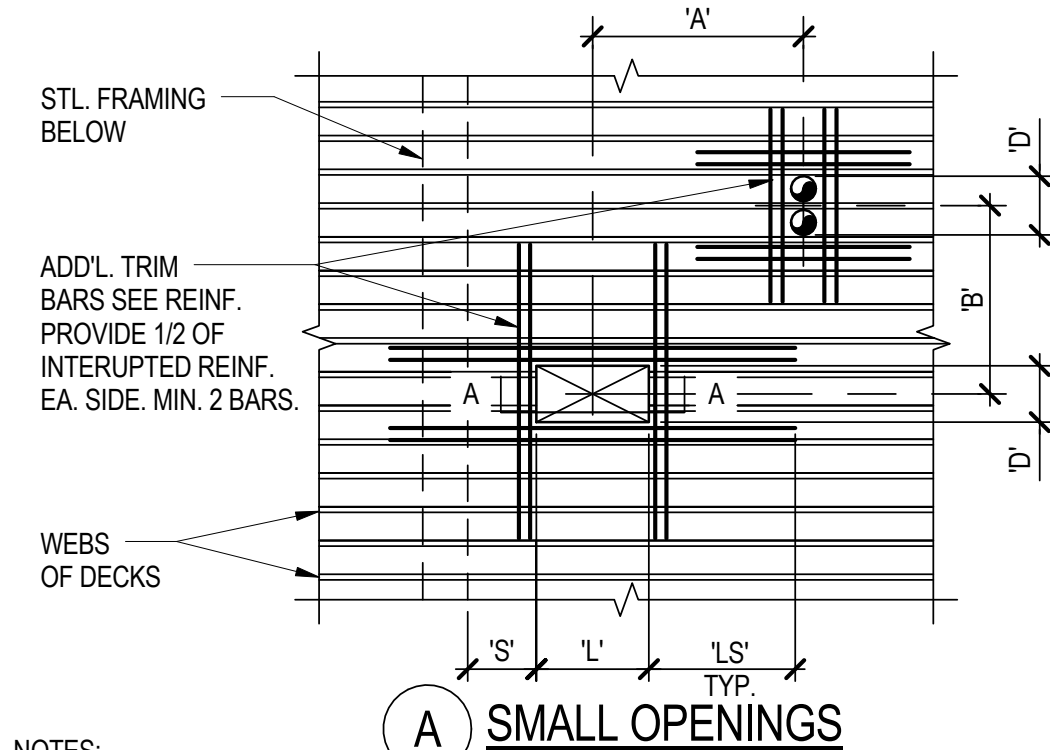 'A'
STL. FRAMING
BELOW
'D'
ADD'L. TRIM
BARS SEE REINF.
PROVIDE 1/2 OF
INTERUPTED REINF.
EA. SIDE. MIN. 2 BARS.
'B'
A
A
'D'
WEBS
OF DECKS
'S'
'L'
'LS'
TYP.
A
SMALL OPENINGS
NOTES: